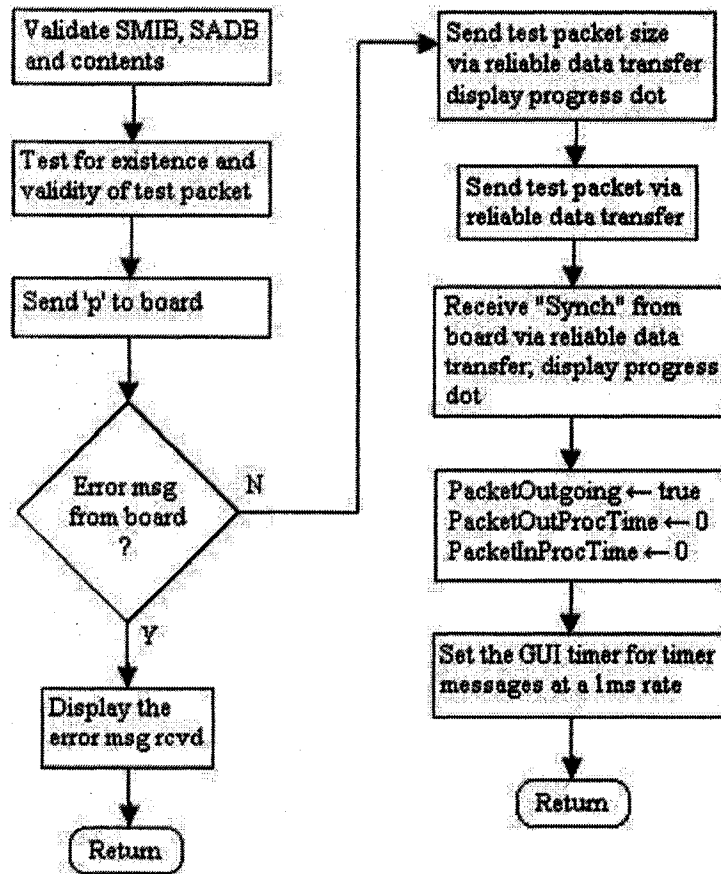 Validate SMIB, SADB
and contents
Test for existence and
validity of test packet
Send 'p' to board
Error msg
from board
?
N
Y
Display the
error msg rcvd
Return
Send test packet size
via reliable data transfer
display progress dot
Send test packet via
reliable data transfer
Receive "Synch" from
board via reliable data
transfer, display progress
dot
PacketOutgoing ← true
PacketOutProcTime ← 0
PacketInProcTime ← 0
Set the GUI timer for timer
messages at a 1ms rate
Return